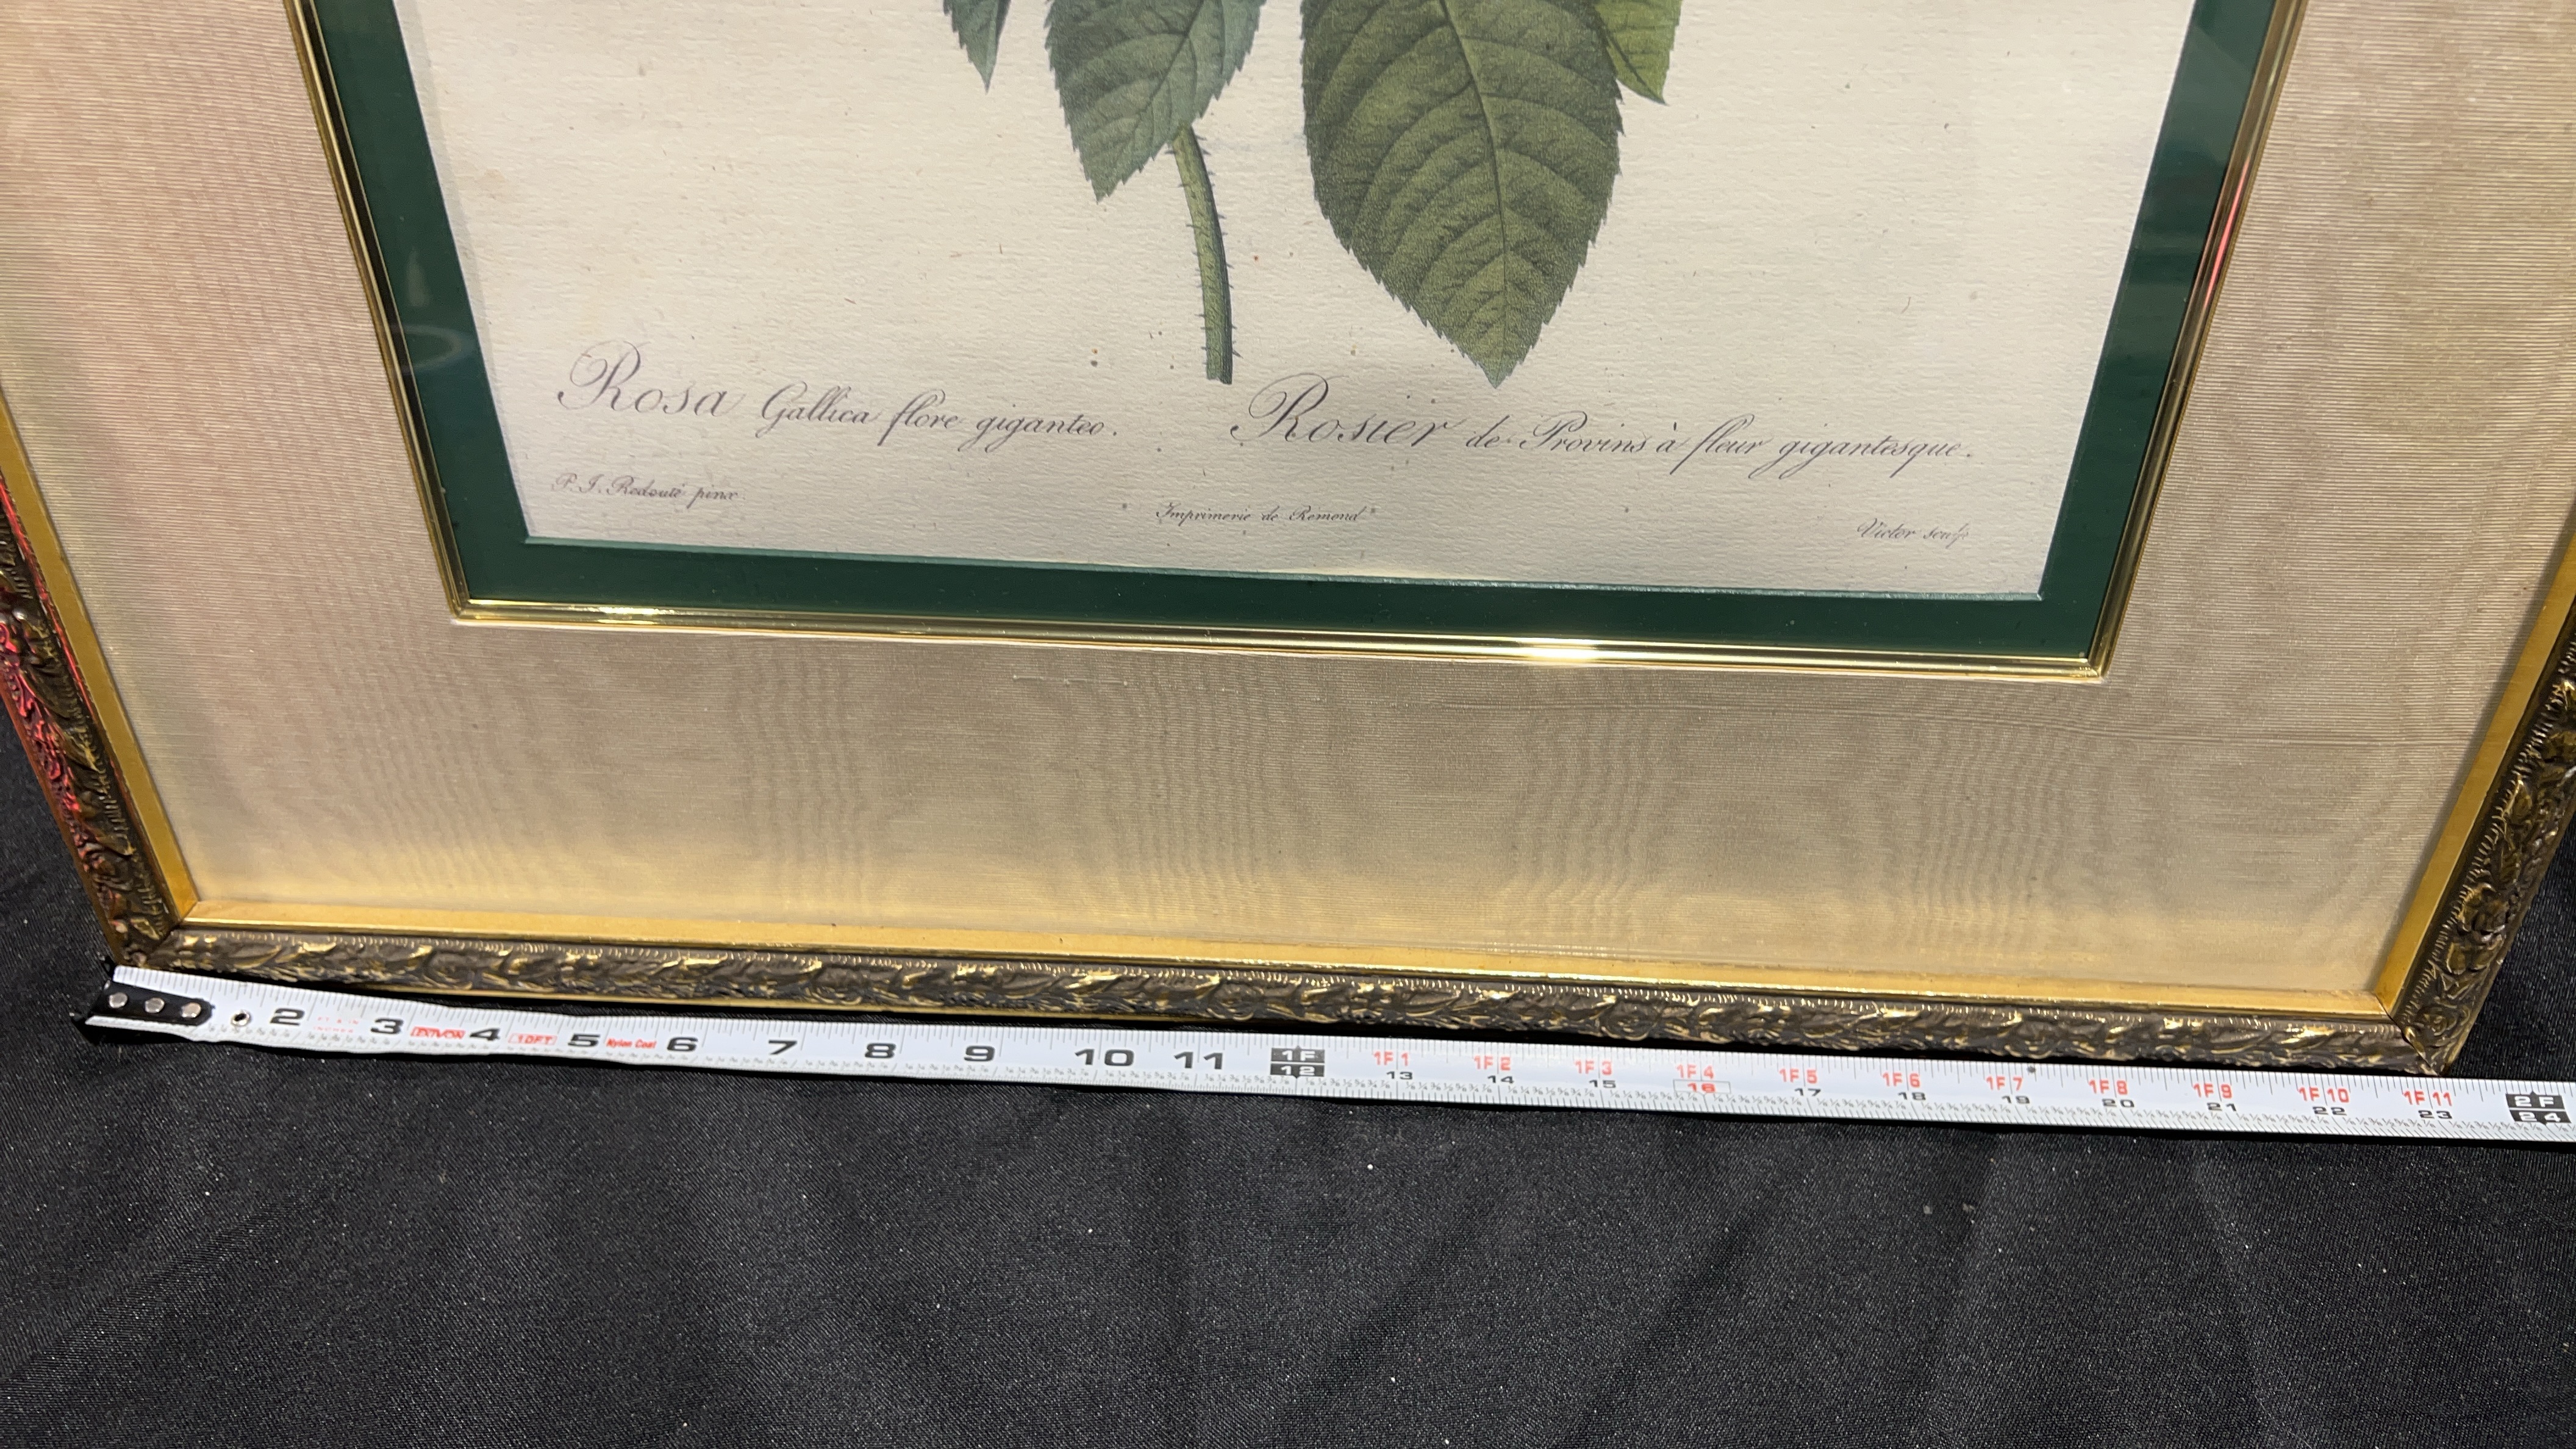 Rosa Gallica flore giganteo. Rosier de Provins à fleur gigantesque.
P. J. Redouté pinx.
Imprimerie de Rémond
Victor sculp
2 3 4 10FT 5 Nylon Coat 6 7 8 9 10 11 1F 1F1 1F2 1F3 1F4 1F5 1F6 1F7 1F8 1F9 1F10 1F11 2F
12 13 14 15 16 17 18 19 20 21 22 23 24